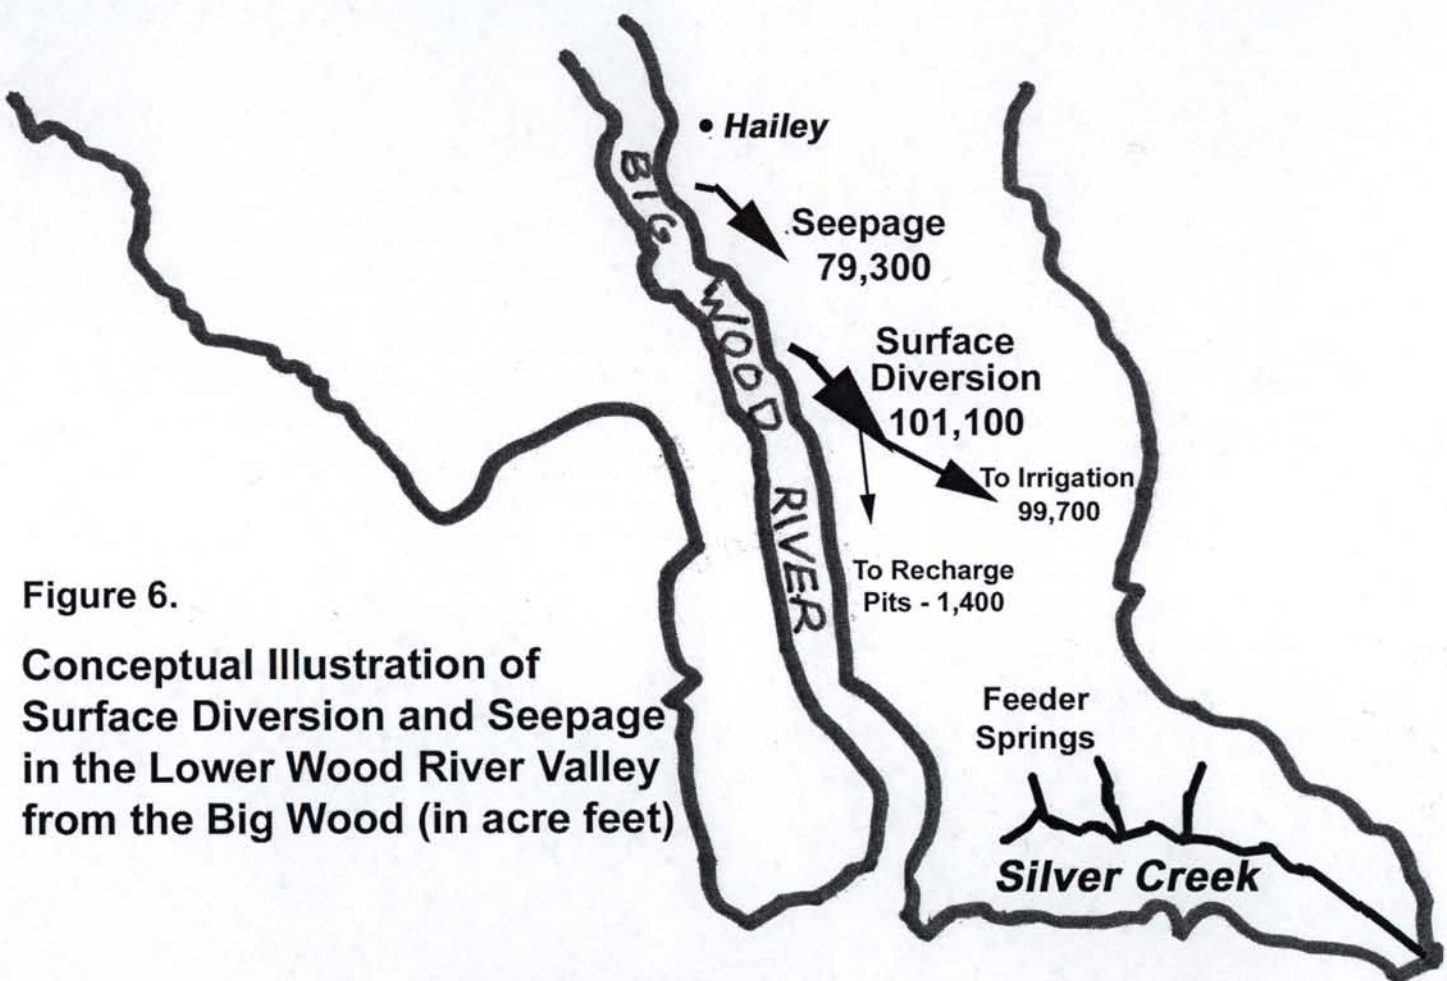 • Hailey
BIG WOOD RIVER
Seepage
79,300
Surface
Diversion
101,100
To Irrigation
99,700
To Recharge
Pits - 1,400
Figure 6.
Conceptual Illustration of
Surface Diversion and Seepage
in the Lower Wood River Valley
from the Big Wood (in acre feet)
Feeder
Springs
Silver Creek